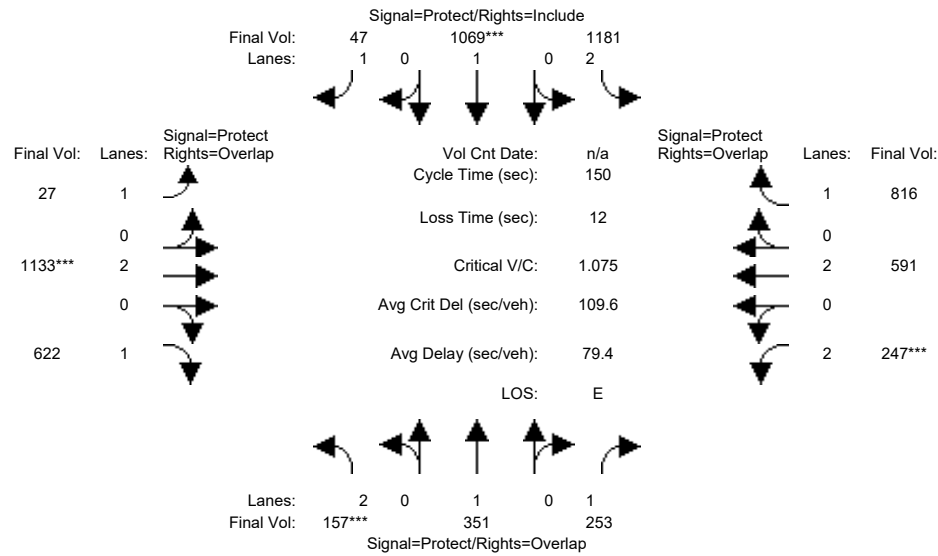 Signal=Protect/Rights=Include
Final Vol: 47 1069*** 1181
Lanes: 1 0 1 0 2
Signal=Protect Signal=Protect
Final Vol: Lanes: Rights=Overlap Vol Cnt Date: n/a Rights=Overlap Lanes: Final Vol:
Cycle Time (sec): 150
27 1 1 816
Loss Time (sec): 12
0 0
1133*** 2 Critical V/C: 1.075 2 591
0 Avg Crit Del (sec/veh): 109.6 0
622 1 Avg Delay (sec/veh): 79.4 2 247***
LOS: E
Lanes: 2 0 1 0 1
Final Vol: 157*** 351 253
Signal=Protect/Rights=Overlap